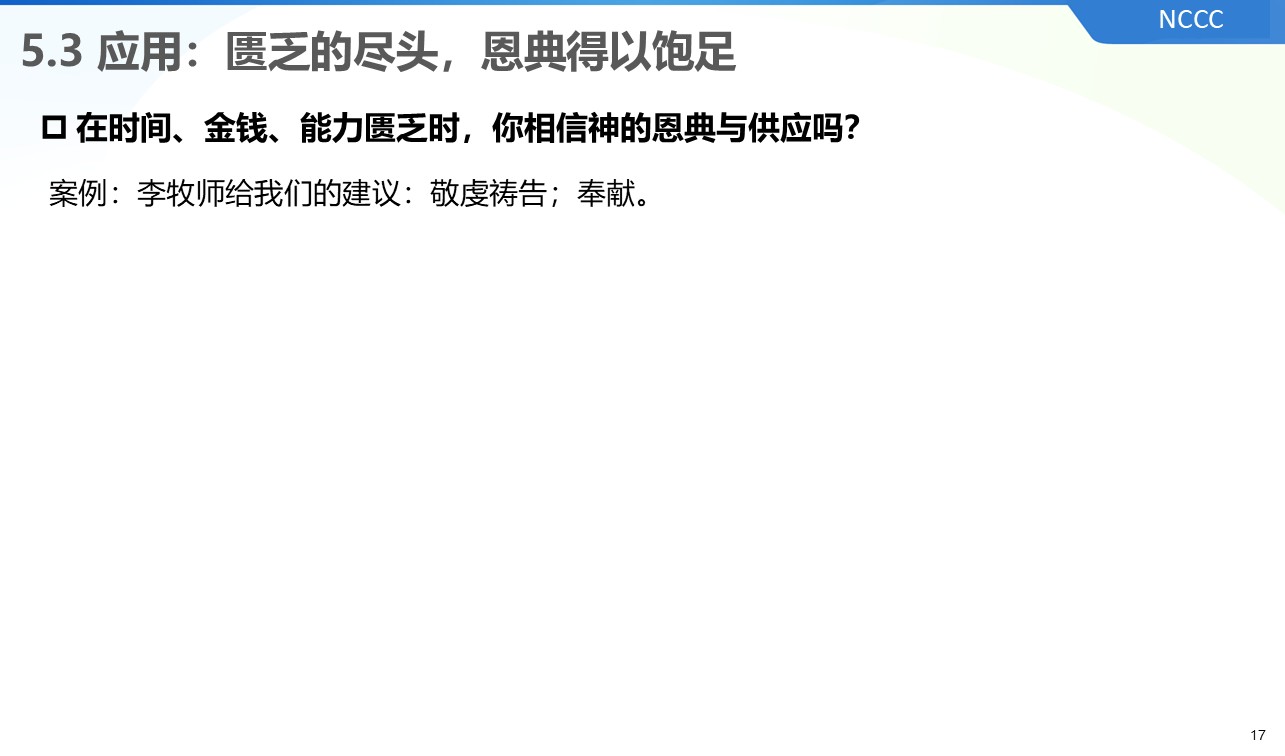 NCCC
5.3 应用：匮乏的尽头，恩典得以饱足
在时间、金钱、能力匮乏时，你相信神的恩典与供应吗？
案例：李牧师给我们的建议：敬虔祷告；奉献。
17